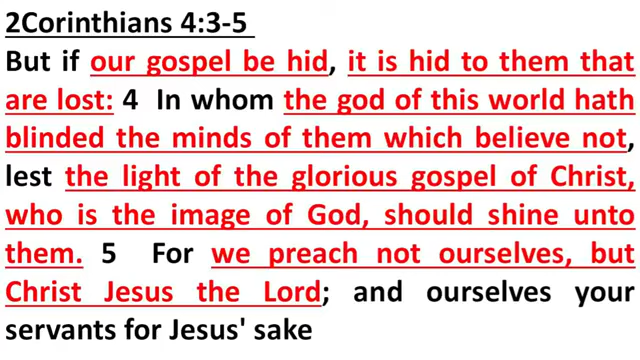 2Corinthians 4:3-5
But if our gospel be hid, it is hid to them that
are lost: 4 In whom the god of this world hath
blinded the minds of them which believe not,
lest the light of the glorious gospel of Christ,
who is the image of God, should shine unto
them. 5 For we preach not ourselves, but
Christ Jesus the Lord; and ourselves your
servants for Jesus' sake